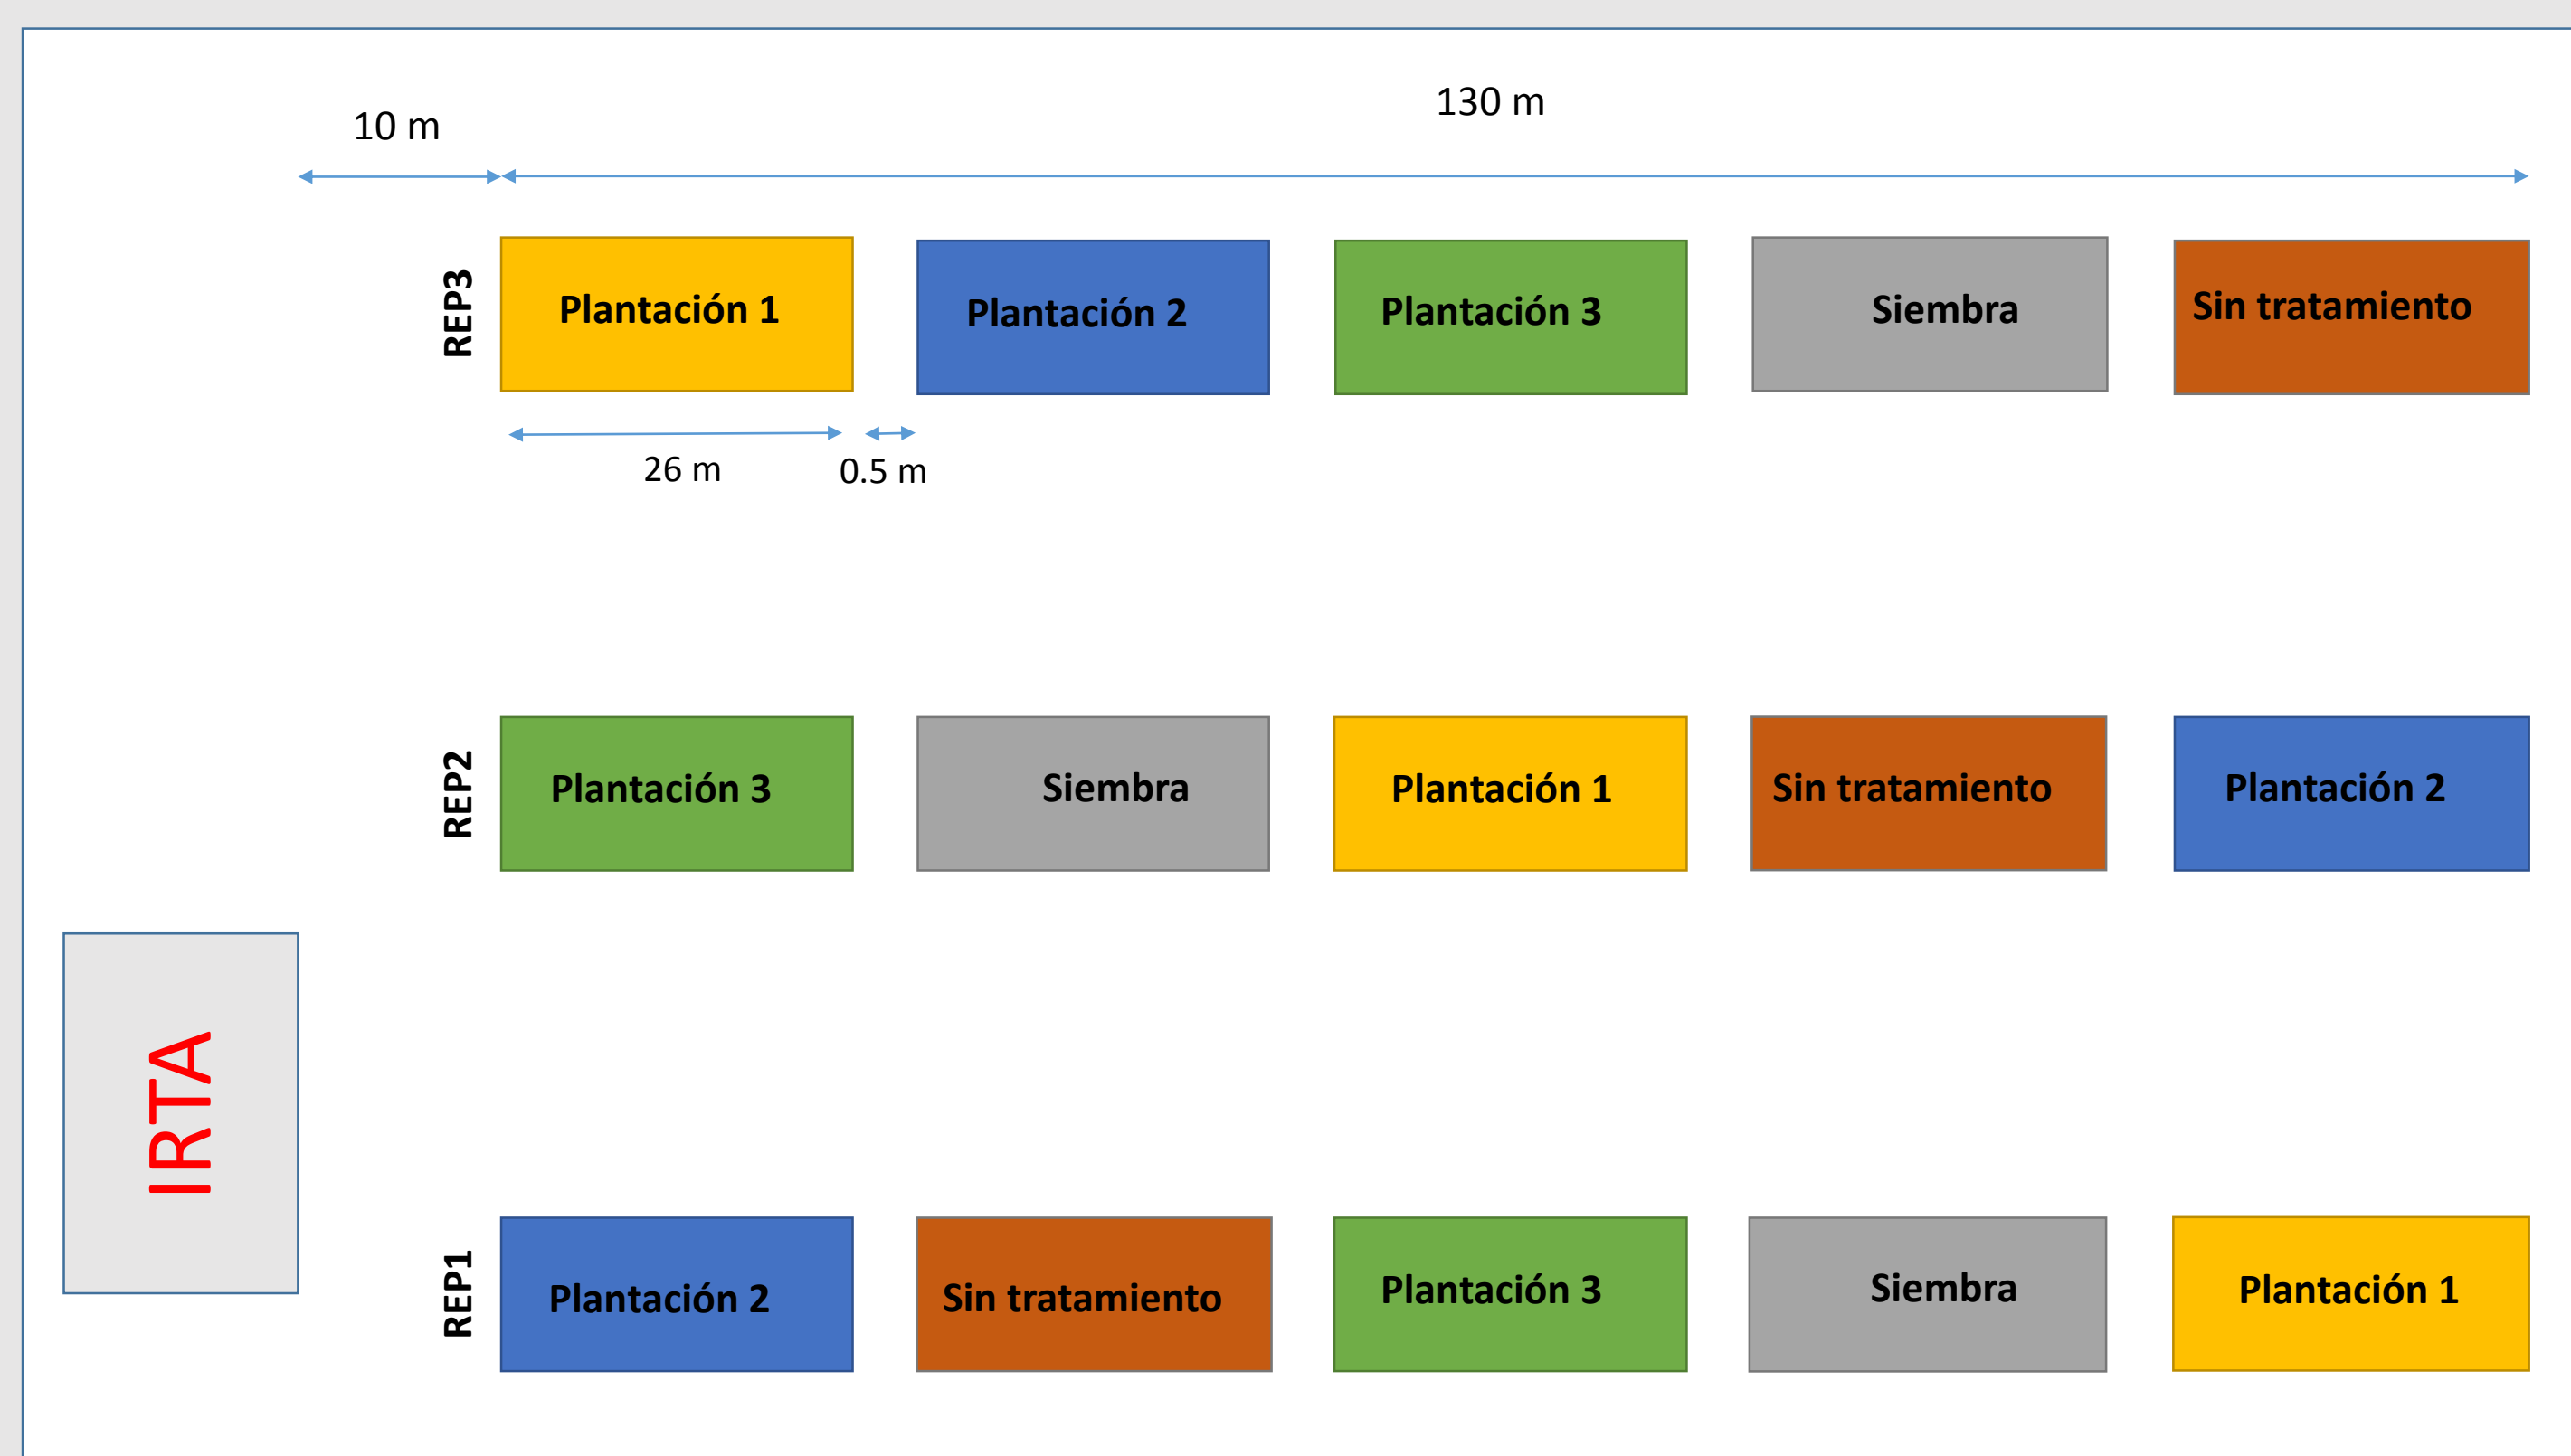 10 m
130 m
REP3
Plantación 1
Plantación 2
Plantación 3
Siembra
Sin tratamiento
26 m
0.5 m
REP2
Plantación 3
Siembra
Plantación 1
Sin tratamiento
Plantación 2
IRTA
REP1
Plantación 2
Sin tratamiento
Plantación 3
Siembra
Plantación 1